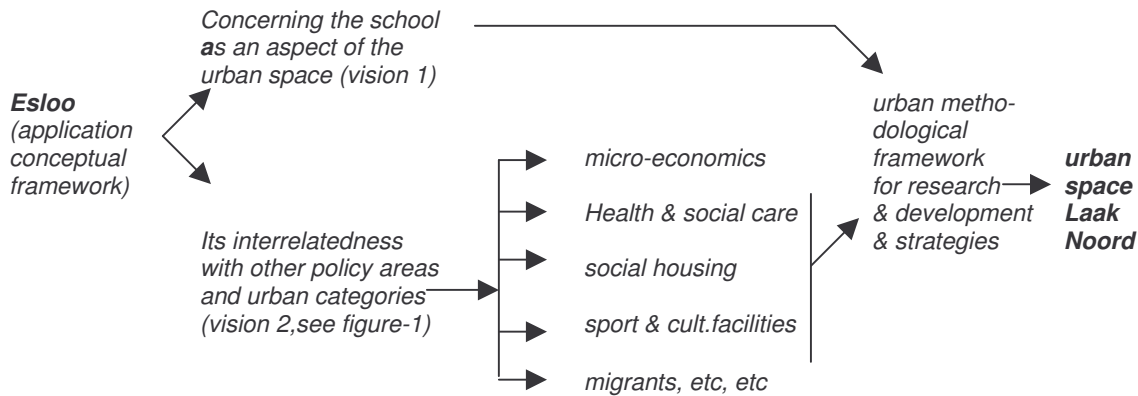 Concerning the school
as an aspect of the
urban space (vision 1)
Esloo
(application
conceptual
framework)
Its interrelatedness
with other policy areas
and urban categories
(vision 2,see figure-1)
micro-economics
Health & social care
social housing
sport & cult.facilities
migrants, etc, etc
urban metho-
dological
framework
for research
& development
& strategies
urban
space
Laak
Noord